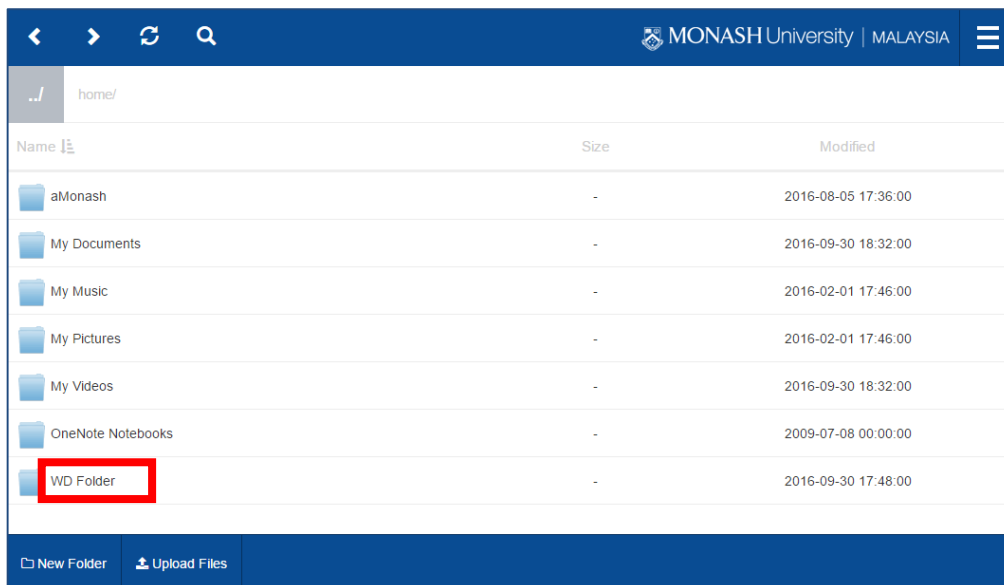 MONASH University | MALAYSIA
../ home/
Name Size Modified
aMonash - 2016-08-05 17:36:00
My Documents - 2016-09-30 18:32:00
My Music - 2016-02-01 17:46:00
My Pictures - 2016-02-01 17:46:00
My Videos - 2016-09-30 18:32:00
OneNote Notebooks - 2009-07-08 00:00:00
WD Folder - 2016-09-30 17:48:00
New Folder Upload Files